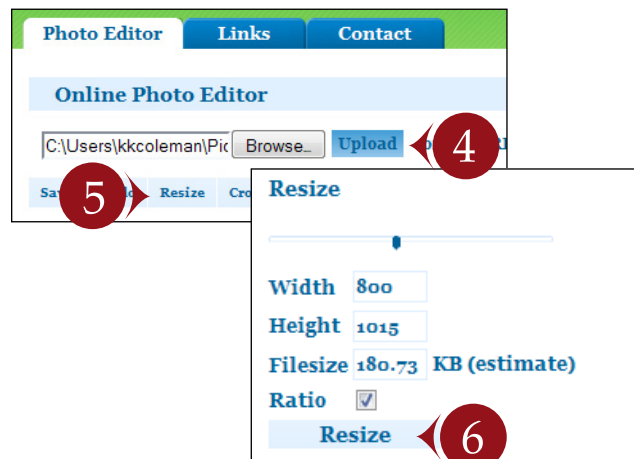 Photo Editor Links Contact
Online Photo Editor
C:\Users\kkcoleman\Pic Browse... Upload 4
5 Resize
Resize
Width 800
Height 1015
Filesize 180.73 KB (estimate)
Ratio
Resize 6